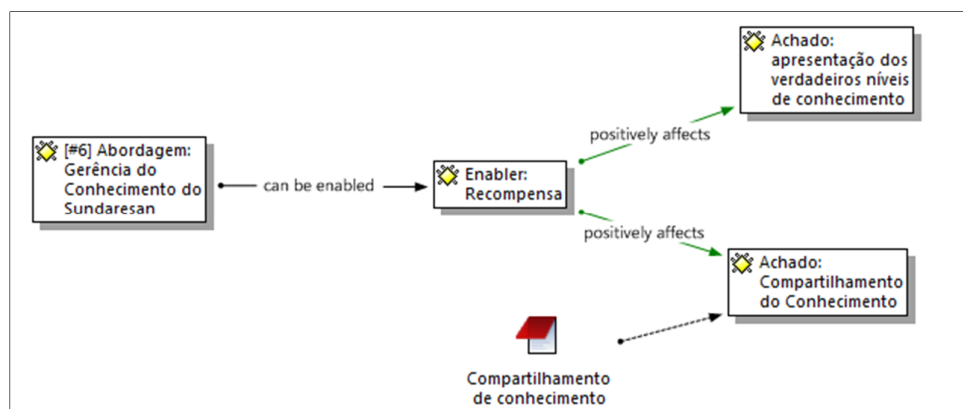 Achado:
apresentação dos
verdadeiros níveis
de conhecimento
positively affects
[#6] Abordagem:
Gerência do
Conhecimento do
Sundaresan
can be enabled
Enabler:
Recompensa
positively affects
Achado:
Compartilhamento
do Conhecimento
Compartilhamento
de conhecimento